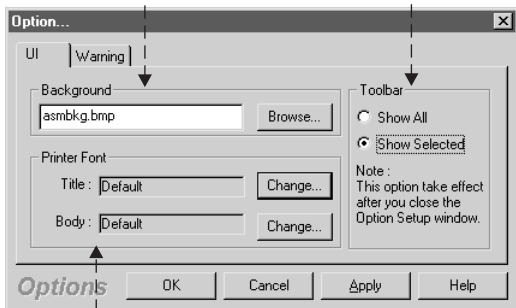 Option...
UI
Warning
Background
asmbkg.bmp
Browse...
Printer Font
Title :
Default
Change...
Body :
Default
Change...
Toolbar
Show All
Show Selected
Note :
This option take effect
after you close the
Option Setup window.
Options
OK
Cancel
Apply
Help